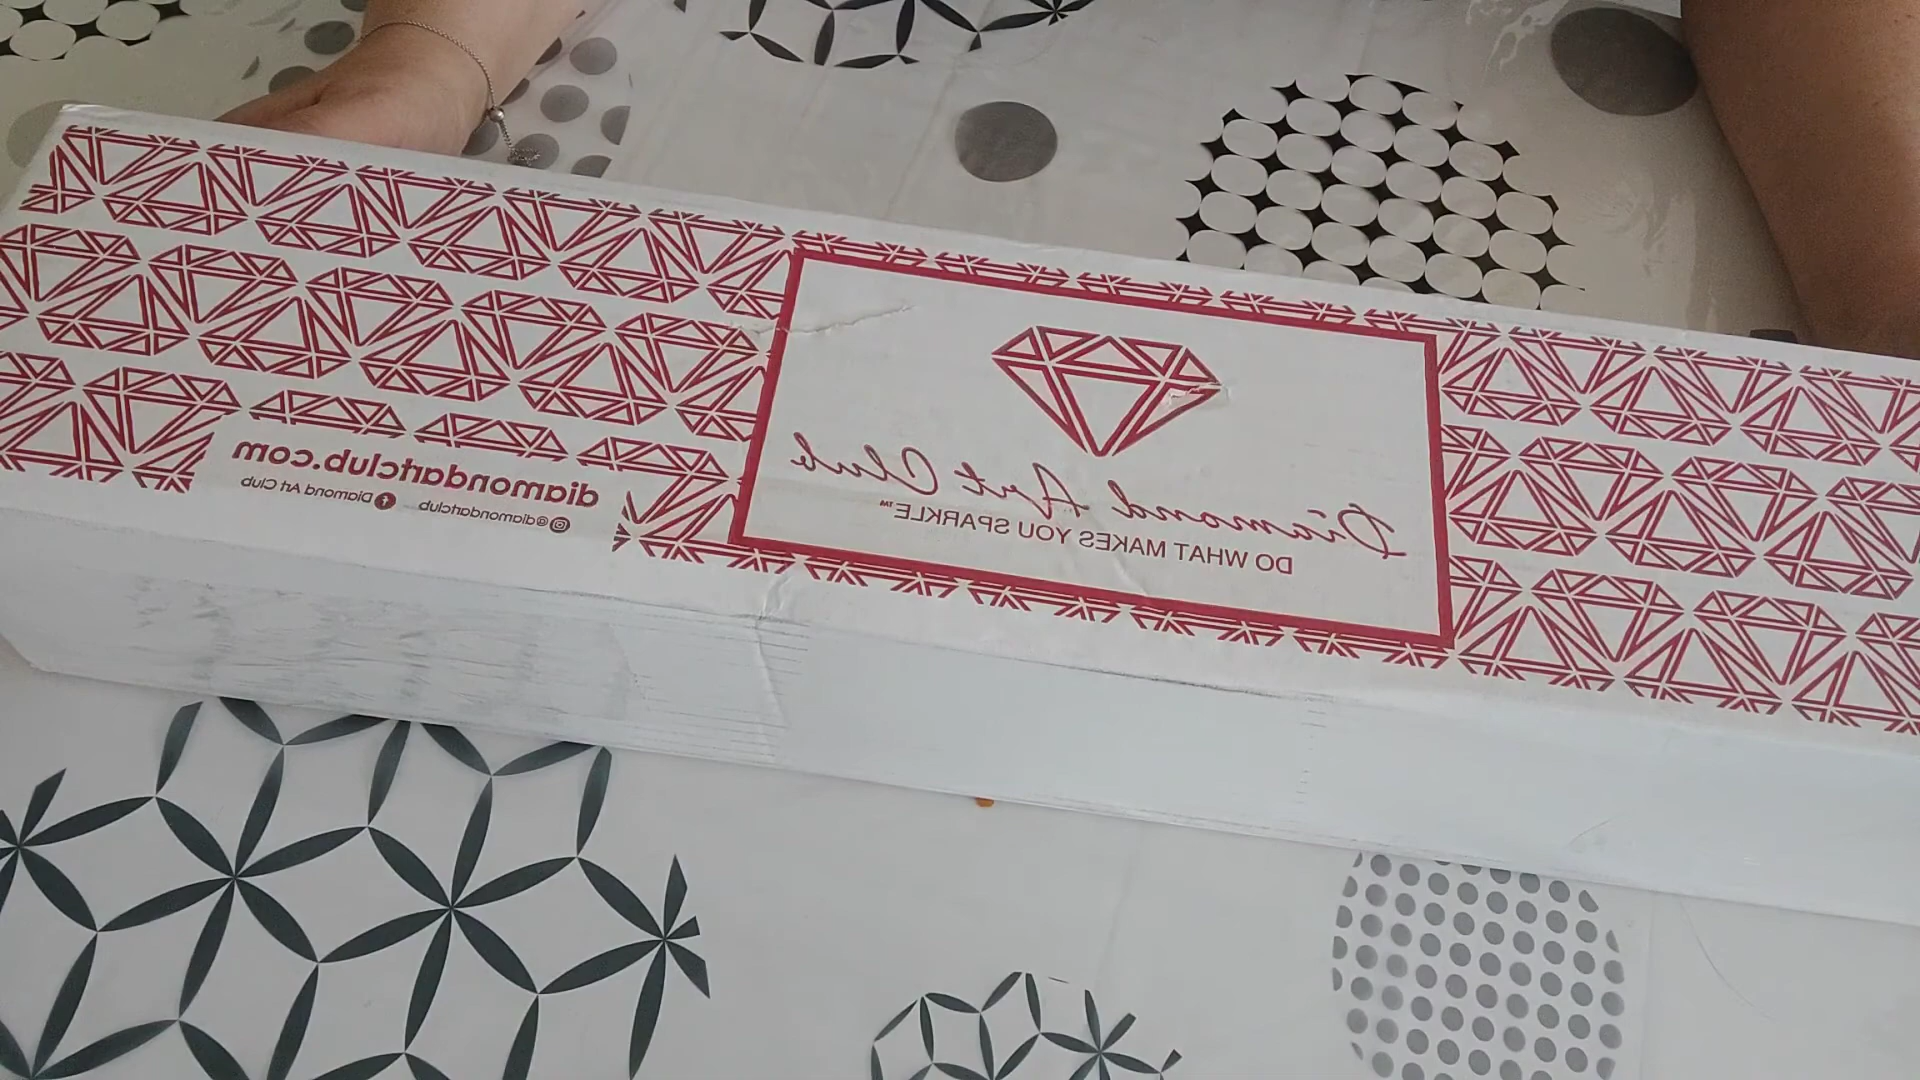 Diamond Art Club
DO WHAT MAKES YOU SPARKLE™
diamondartclub.com
@diamondartclub Diamond Art Club